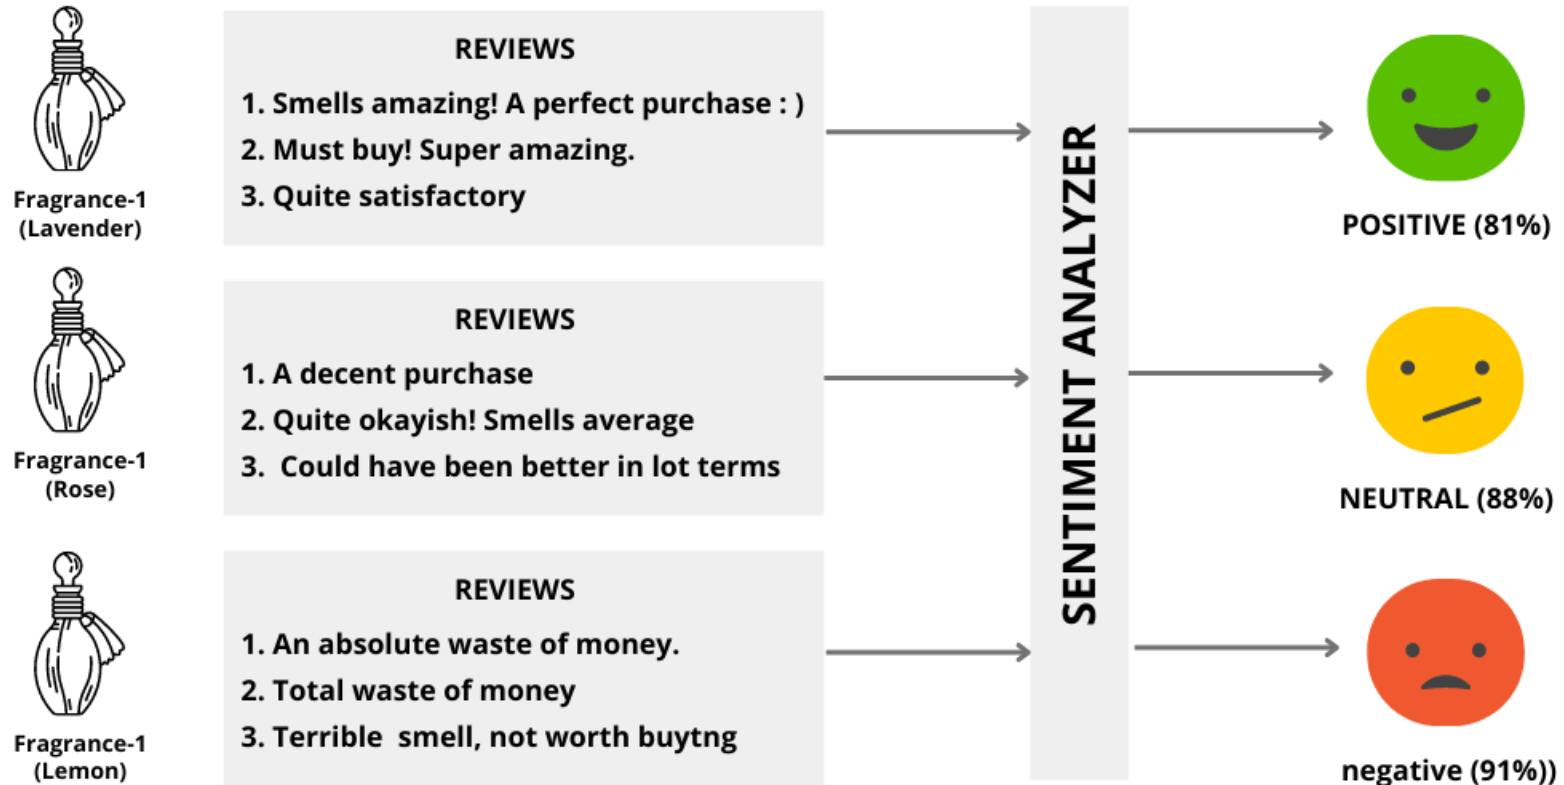 Fragrance-1
(Lavender)
REVIEWS
1. Smells amazing! A perfect purchase : )
2. Must buy! Super amazing.
3. Quite satisfactory
POSITIVE (81%)
Fragrance-1
(Rose)
REVIEWS
1. A decent purchase
2. Quite okayish! Smells average
3.  Could have been better in lot terms
NEUTRAL (88%)
Fragrance-1
(Lemon)
REVIEWS
1. An absolute waste of money.
2. Total waste of money
3. Terrible  smell, not worth buytng
negative (91%))
SENTIMENT ANALYZER